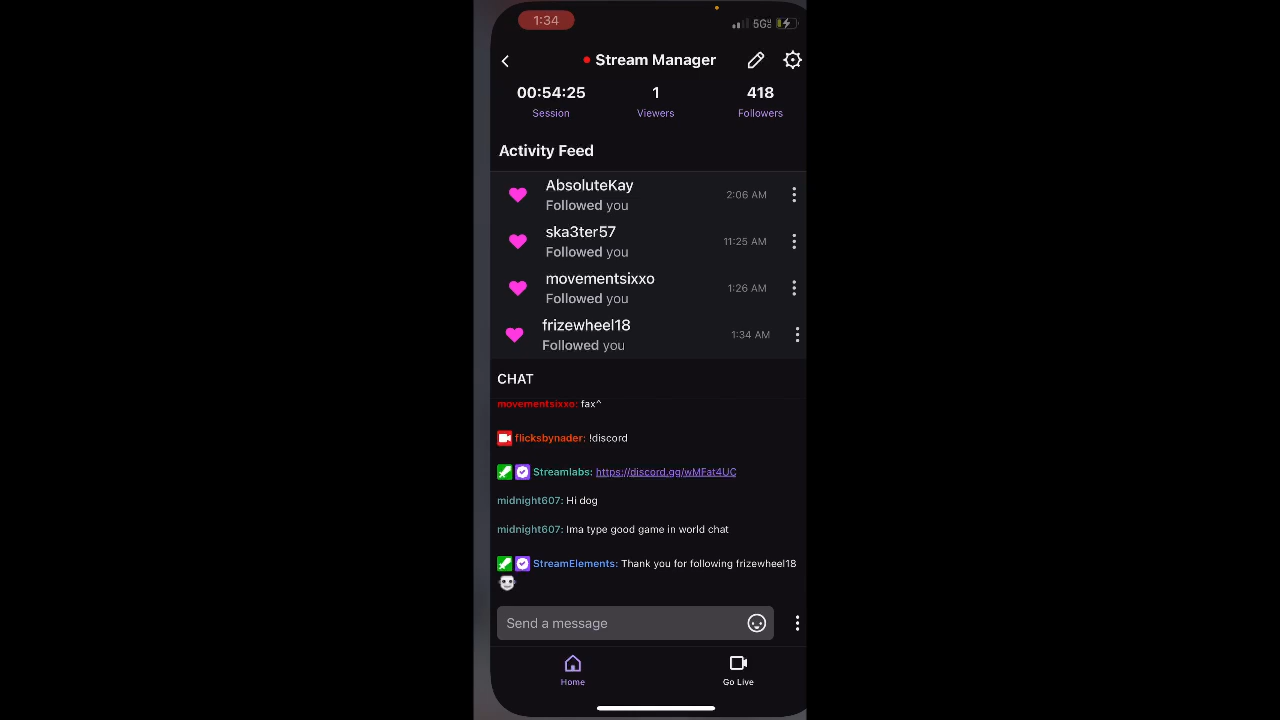 1:34
5G
Stream Manager
00:54:25 1 418
Session Viewers Followers
Activity Feed
AbsoluteKay
Followed you 2:06 AM
ska3ter57
Followed you 11:25 AM
movementsixxo
Followed you 1:26 AM
frizewheel18
Followed you 1:34 AM
CHAT
movementsixxo: fax^
flicksbynader: !discord
Streamlabs: https://discord.gg/wMFat4UC
midnight607: Hi dog
midnight607: Ima type good game in world chat
StreamElements: Thank you for following frizewheel18
Send a message
Home Go Live